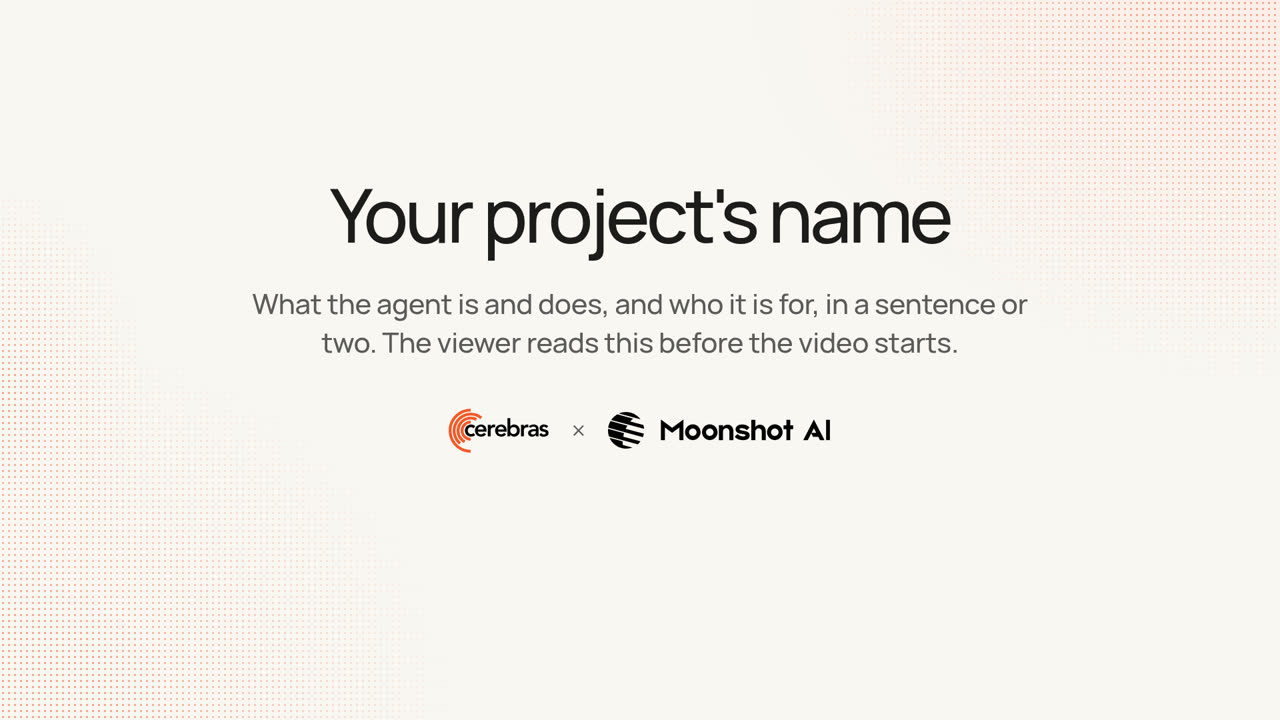 Your project's name
What the agent is and does, and who it is for, in a sentence or
two. The viewer reads this before the video starts.
cerebras × Moonshot AI